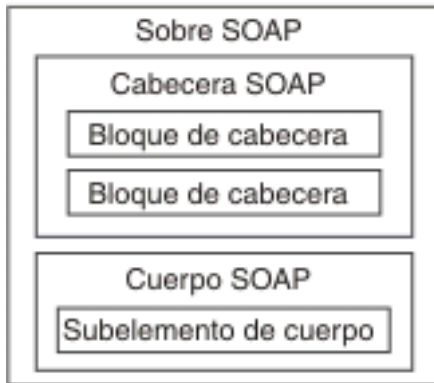 Sobre SOAP
Cabecera SOAP
Bloque de cabecera
Bloque de cabecera
Cuerpo SOAP
Subelemento de cuerpo